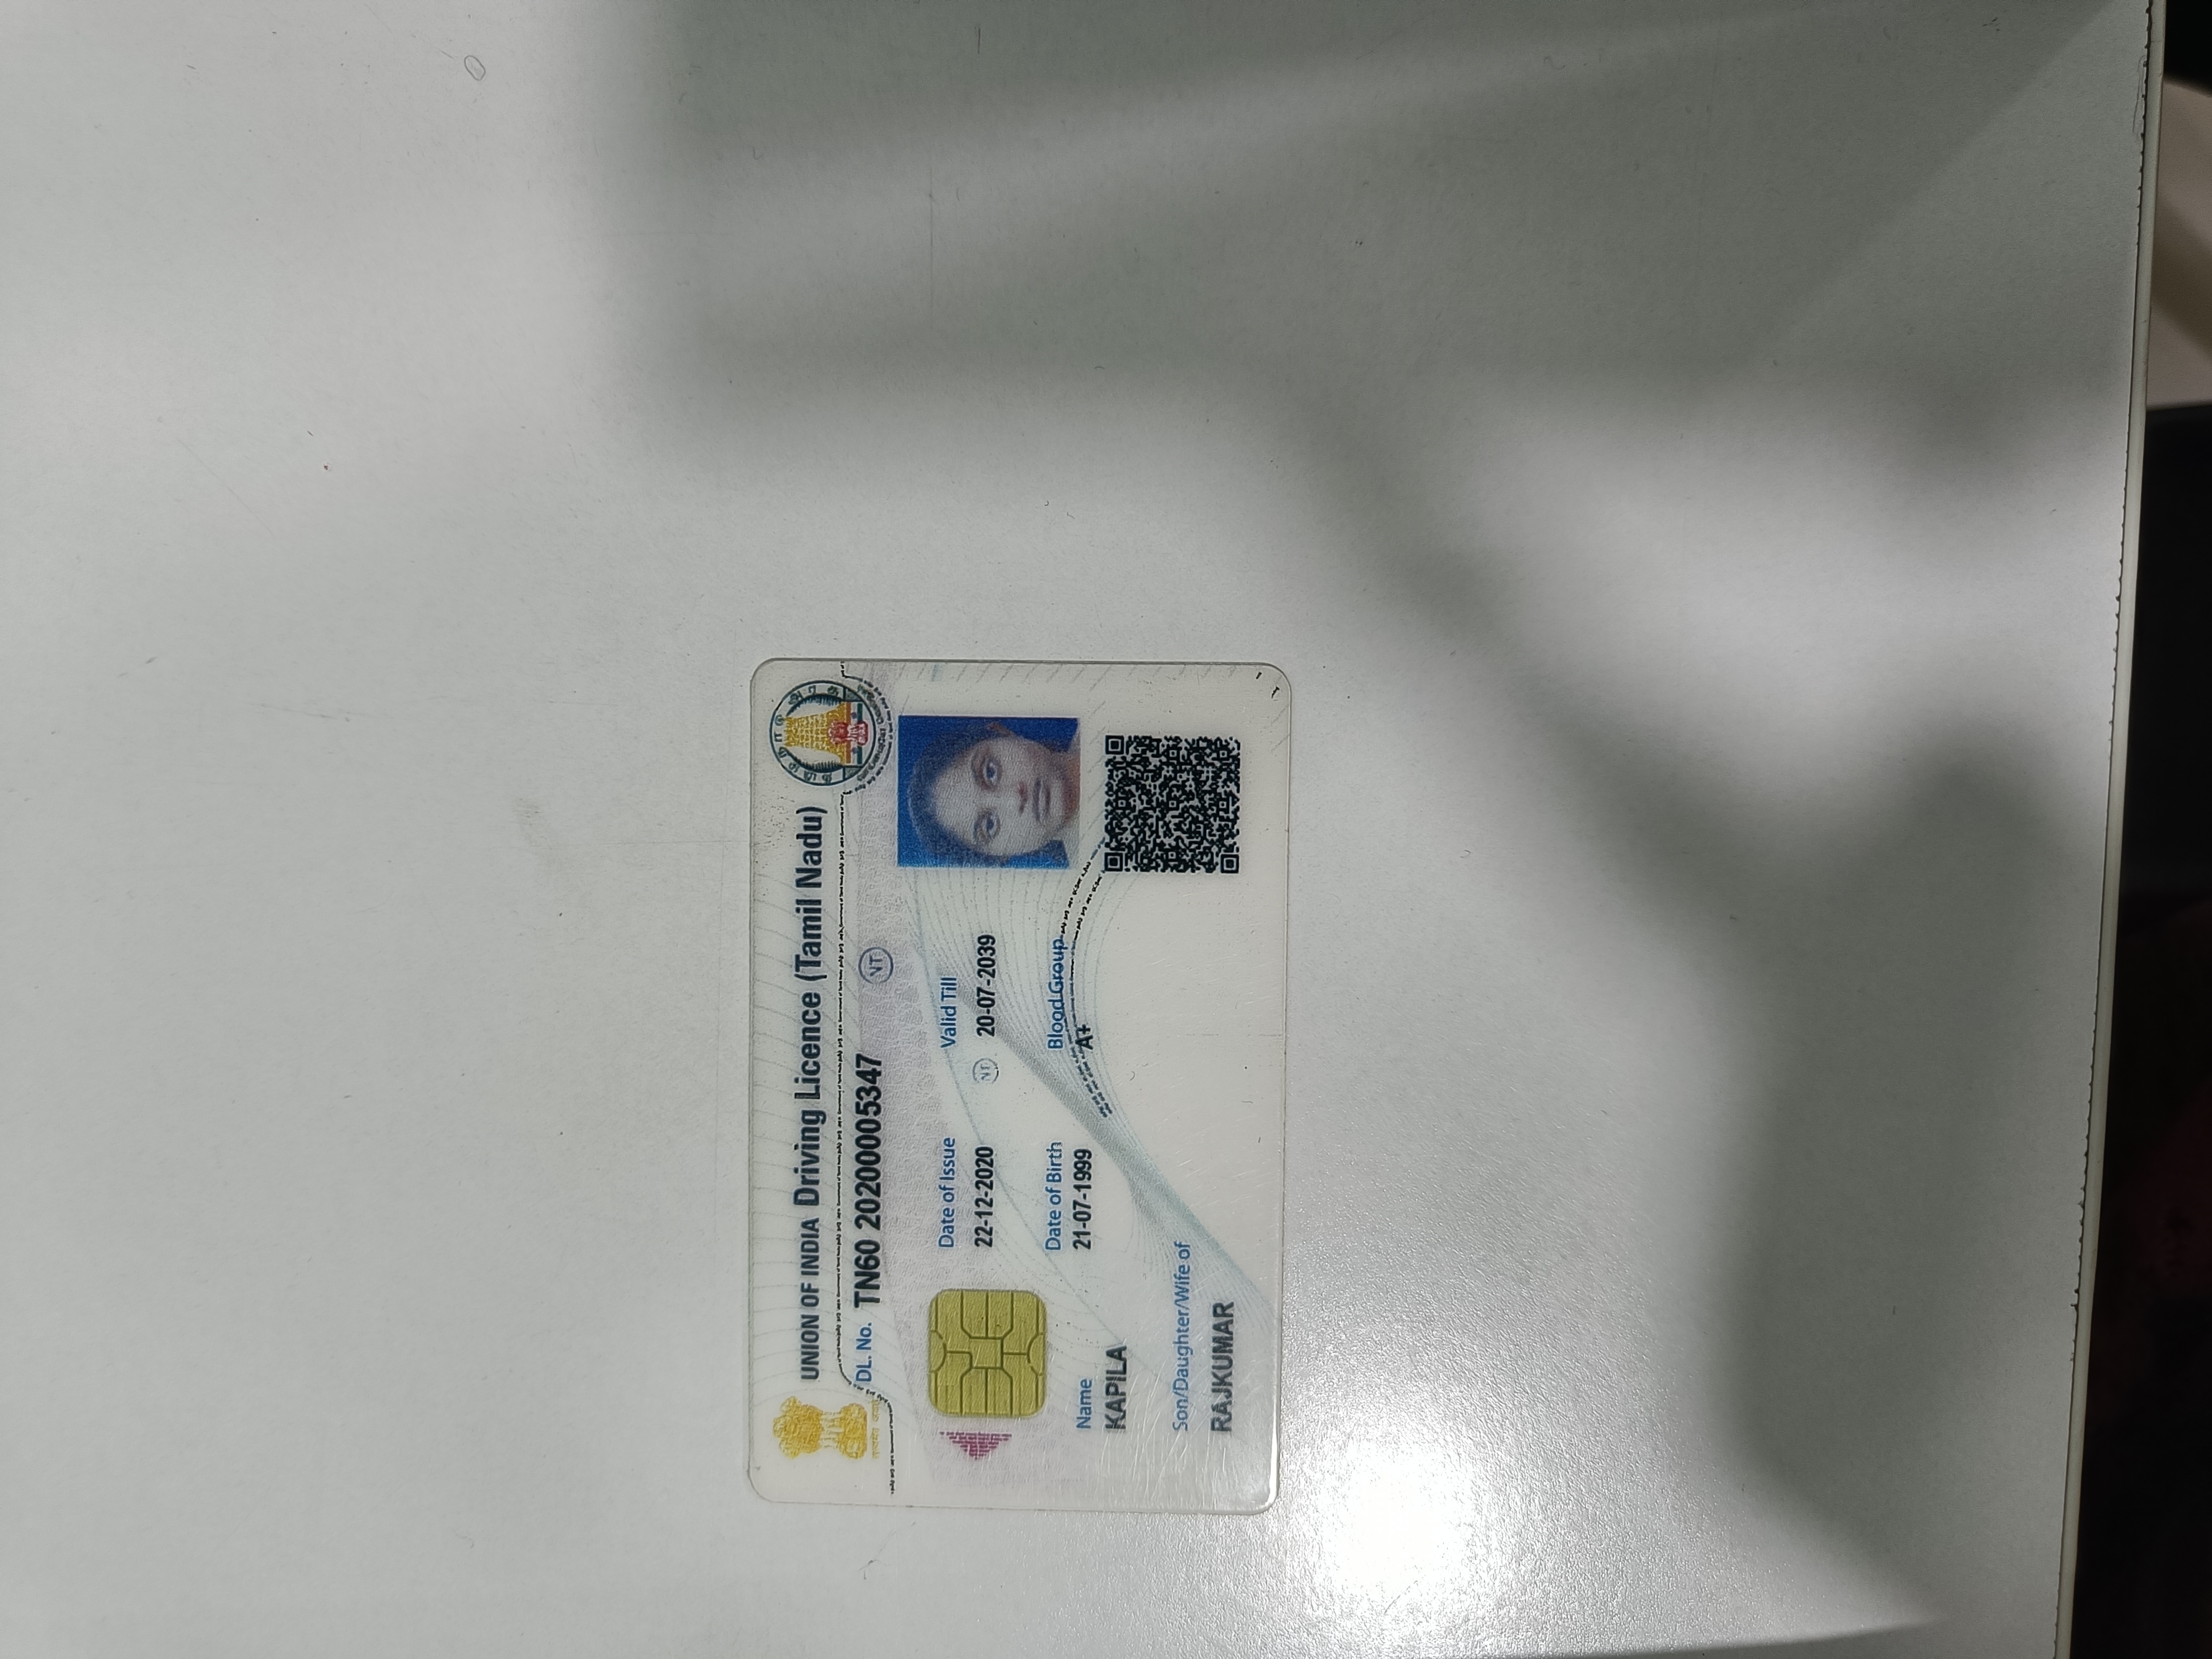 UNION OF INDIA Driving Licence (Tamil Nadu)
DL. No. TN60 20200005347
NT
Date of Issue Valid Till
22-12-2020 NT 20-07-2039
Date of Birth Blood Group
21-07-1999 A+
Name
KAPILA
Son/Daughter/Wife of
RAJKUMAR